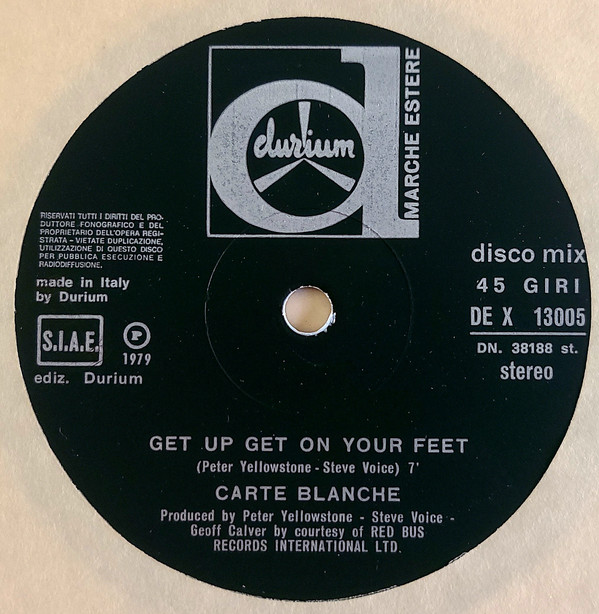 durium
MARCHE ESTERE
RISERVATI TUTTI I DIRITTI DEL PRO-
DUTTORE FONOGRAFICO E DEL
PROPRIETARIO DELL'OPERA REGI-
STRATA - VIETATE DUPLICAZIONE,
UTILIZZAZIONE DI QUESTO DISCO
PER PUBBLICA ESECUZIONE E
RADIODIFFUSIONE.
made in Italy
by Durium
S.I.A.E.
P
1979
ediz. Durium
disco mix
45 GIRI
DE X 13005
DN. 38188 st.
stereo
GET UP GET ON YOUR FEET
(Peter Yellowstone - Steve Voice) 7'
CARTE BLANCHE
Produced by Peter Yellowstone - Steve Voice -
Geoff Calver by courtesy of RED BUS
RECORDS INTERNATIONAL LTD.